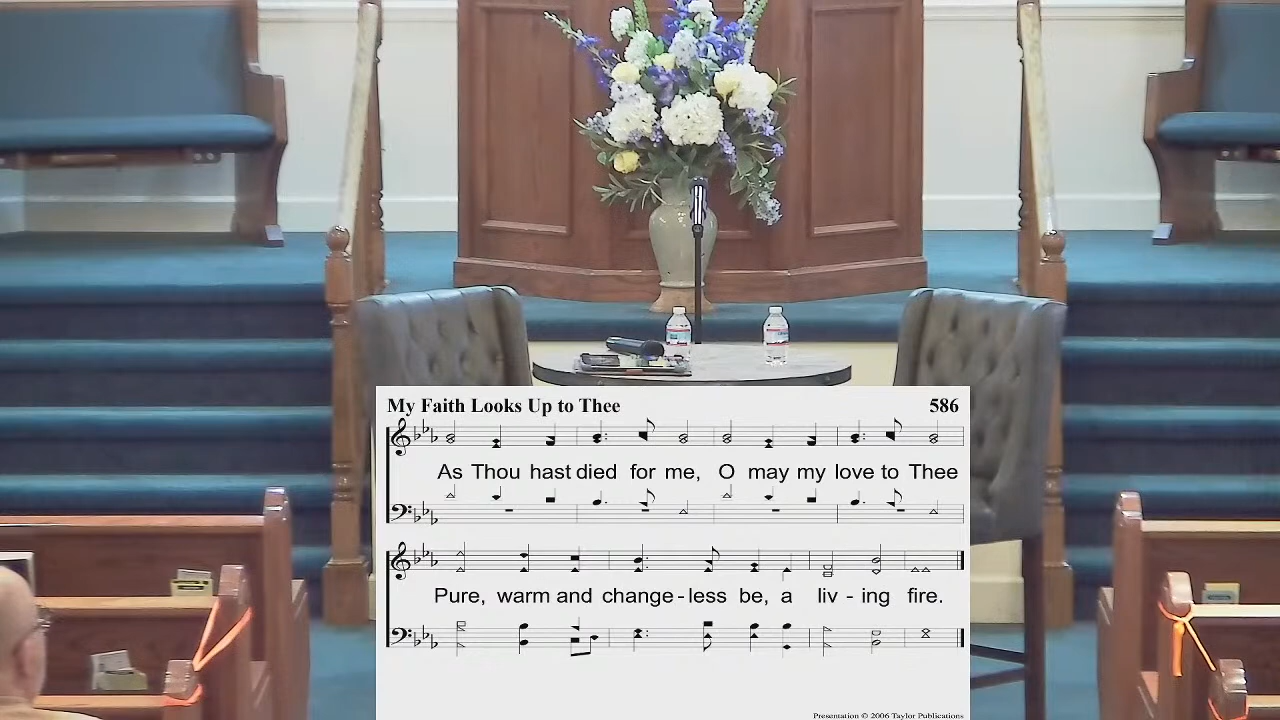 My Faith Looks Up to Thee 586
As Thou hast died for me, O may my love to Thee
Pure, warm and change-less be, a liv - ing fire.
Presentation © 2006 Taylor Publications